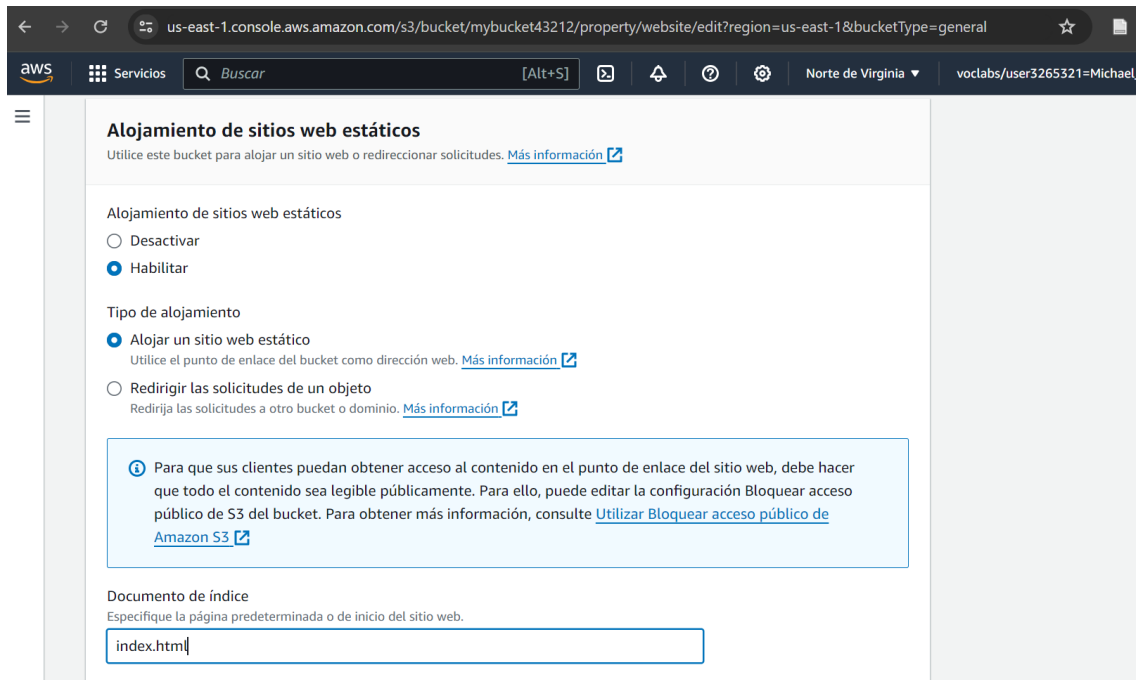 us-east-1.console.aws.amazon.com/s3/bucket/mybucket43212/property/website/edit?region=us-east-1&bucketType=general
aws Servicios Buscar [Alt+S] Norte de Virginia voclabs/user3265321=Michael_
Alojamiento de sitios web estáticos
Utilice este bucket para alojar un sitio web o redireccionar solicitudes. Más información
Alojamiento de sitios web estáticos
Desactivar
Habilitar
Tipo de alojamiento
Alojar un sitio web estático
Utilice el punto de enlace del bucket como dirección web. Más información
Redirigir las solicitudes de un objeto
Redirija las solicitudes a otro bucket o dominio. Más información
Para que sus clientes puedan obtener acceso al contenido en el punto de enlace del sitio web, debe hacer
que todo el contenido sea legible públicamente. Para ello, puede editar la configuración Bloquear acceso
público de S3 del bucket. Para obtener más información, consulte Utilizar Bloquear acceso público de
Amazon S3
Documento de índice
Especifique la página predeterminada o de inicio del sitio web.
index.html